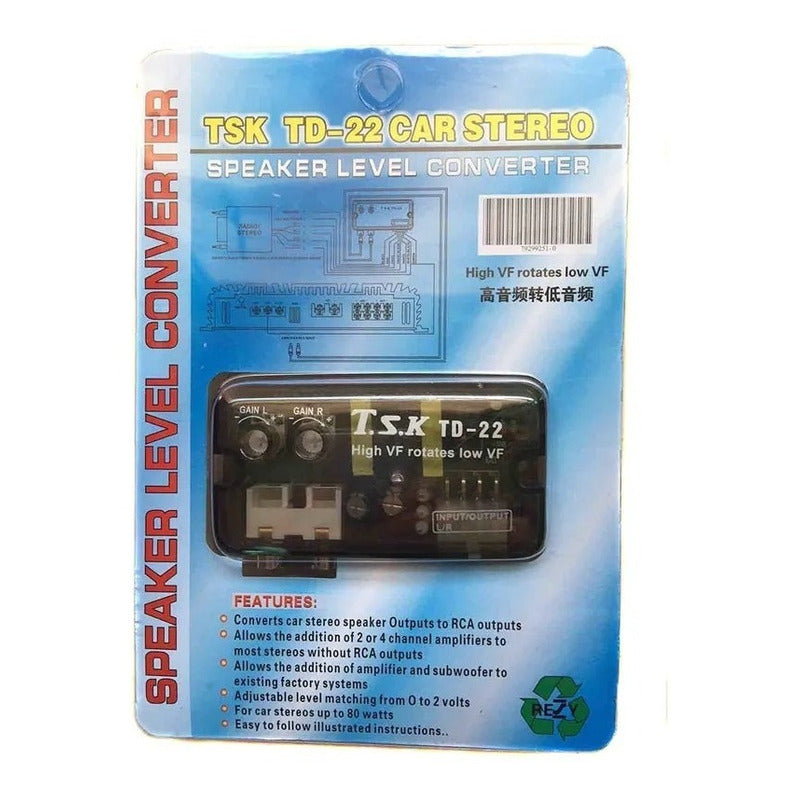 SPEAKER LEVEL CONVERTER
TSK TD-22 CAR STEREO
SPEAKER LEVEL CONVERTER
STEREO
79299251-0
High VF rotates low VF
高音频转低音频
GAIN L
GAIN R
T.S.K TD-22
High VF rotates low VF
INPUT/OUTPUT
L/R
FEATURES:
Converts car stereo speaker Outputs to RCA outputs
Allows the addition of 2 or 4 channel amplifiers to
most stereos without RCA outputs
Allows the addition of amplifier and subwoofer to
existing factory systems
Adjustable level matching from O to 2 volts
For car stereos up to 80 watts
Easy to follow illustrated instructions..
REZY